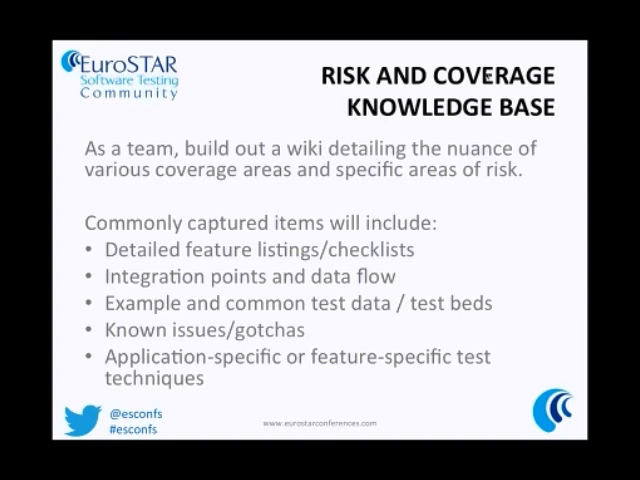 EuroSTAR
Software Testing
Community
RISK AND COVERAGE
KNOWLEDGE BASE
As a team, build out a wiki detailing the nuance of
various coverage areas and specific areas of risk.
Commonly captured items will include:
• Detailed feature listings/checklists
• Integration points and data flow
• Example and common test data / test beds
• Known issues/gotchas
• Application-specific or feature-specific test
techniques
@esconfs
#esconfs
www.eurostarconferences.com